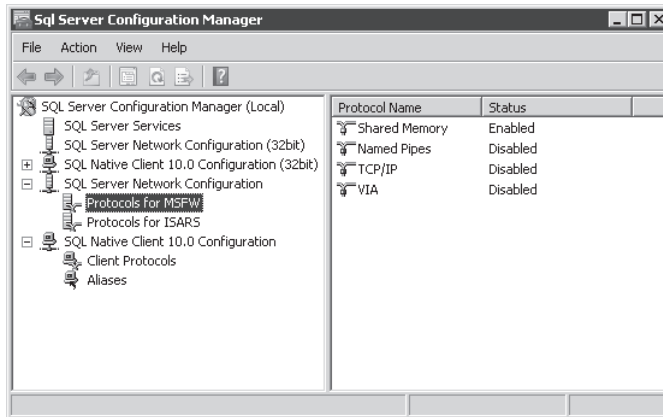 Sql Server Configuration Manager
File Action View Help
SQL Server Configuration Manager (Local)
SQL Server Services
SQL Server Network Configuration (32bit)
SQL Native Client 10.0 Configuration (32bit)
SQL Server Network Configuration
Protocols for MSFW
Protocols for ISARS
SQL Native Client 10.0 Configuration
Client Protocols
Aliases
Protocol Name Status
Shared Memory Enabled
Named Pipes Disabled
TCP/IP Disabled
VIA Disabled